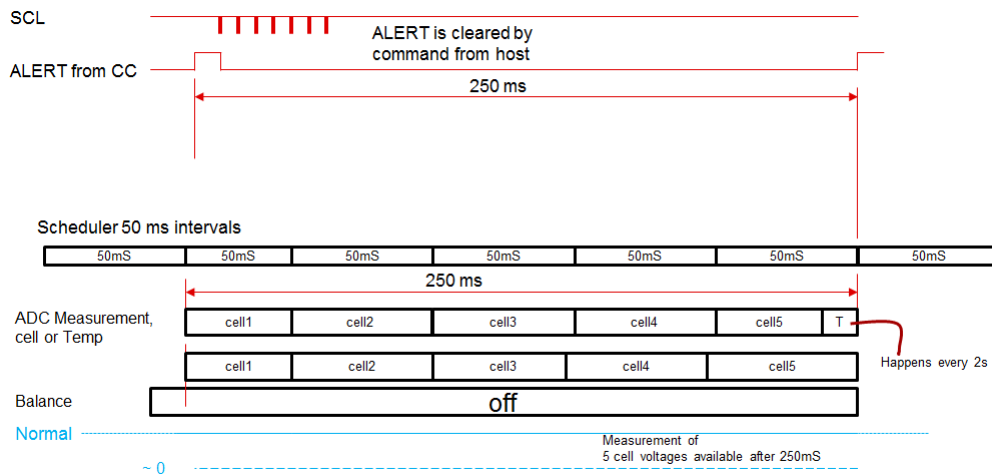 SCL
ALERT is cleared by
command from host
ALERT from CC
250 ms
Scheduler 50 ms intervals
50mS 50mS 50mS 50mS 50mS 50mS 50mS
250 ms
ADC Measurement,
cell or Temp
cell1 cell2 cell3 cell4 cell5 T
Happens every 2s
cell1 cell2 cell3 cell4 cell5
Balance
off
Normal
Measurement of
5 cell voltages available after 250mS
~ 0